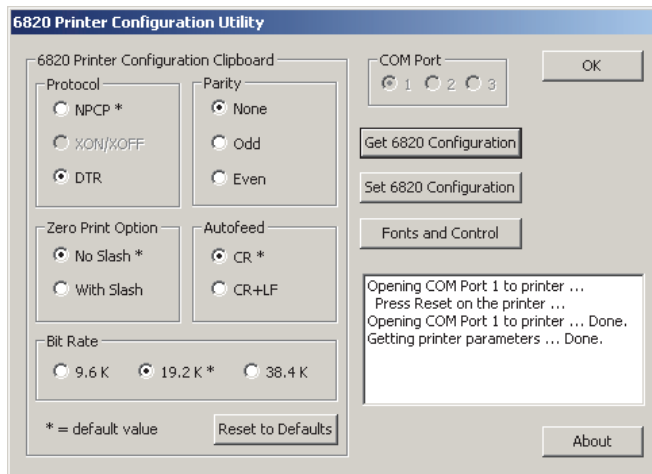 6820 Printer Configuration Utility
6820 Printer Configuration Clipboard
Protocol
NPCP *
XON/XOFF
DTR
Parity
None
Odd
Even
Zero Print Option
No Slash *
With Slash
Autofeed
CR *
CR+LF
Bit Rate
9.6 K 19.2 K * 38.4 K
* = default value
Reset to Defaults
COM Port
1 2 3
OK
Get 6820 Configuration
Set 6820 Configuration
Fonts and Control
Opening COM Port 1 to printer ...
Press Reset on the printer ...
Opening COM Port 1 to printer ... Done.
Getting printer parameters ... Done.
About